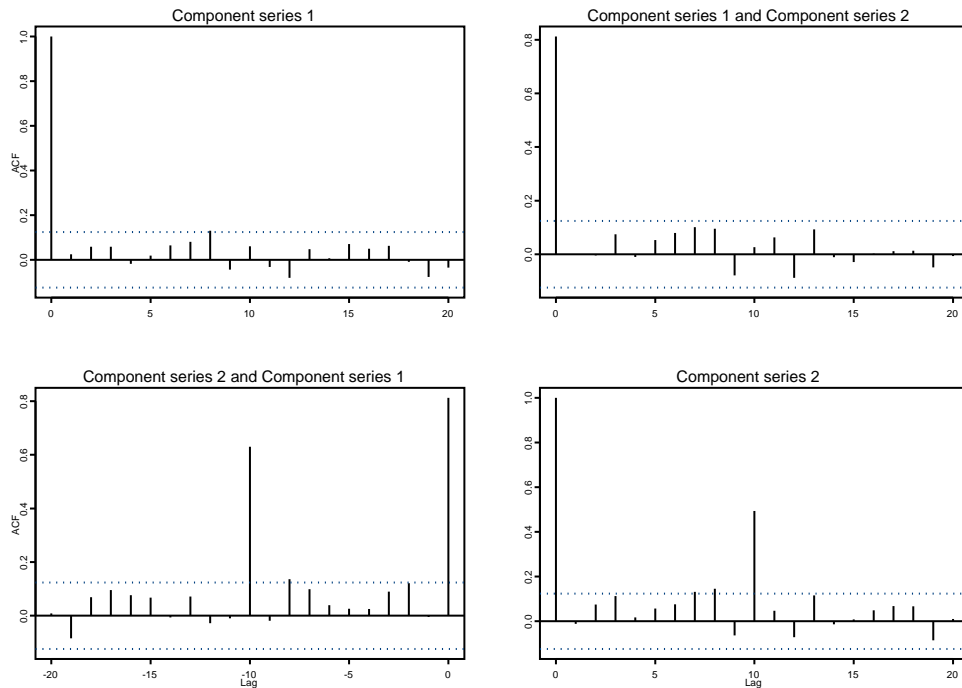 Component series 1
ACF
0.0 0.2 0.4 0.6 0.8 1.0
0 5 10 15 20
Component series 1 and Component series 2
0.0 0.2 0.4 0.6 0.8
0 5 10 15 20
Component series 2 and Component series 1
ACF
0.0 0.2 0.4 0.6 0.8
-20 -15 -10 -5 0
Lag
Component series 2
0.0 0.2 0.4 0.6 0.8 1.0
0 5 10 15 20
Lag